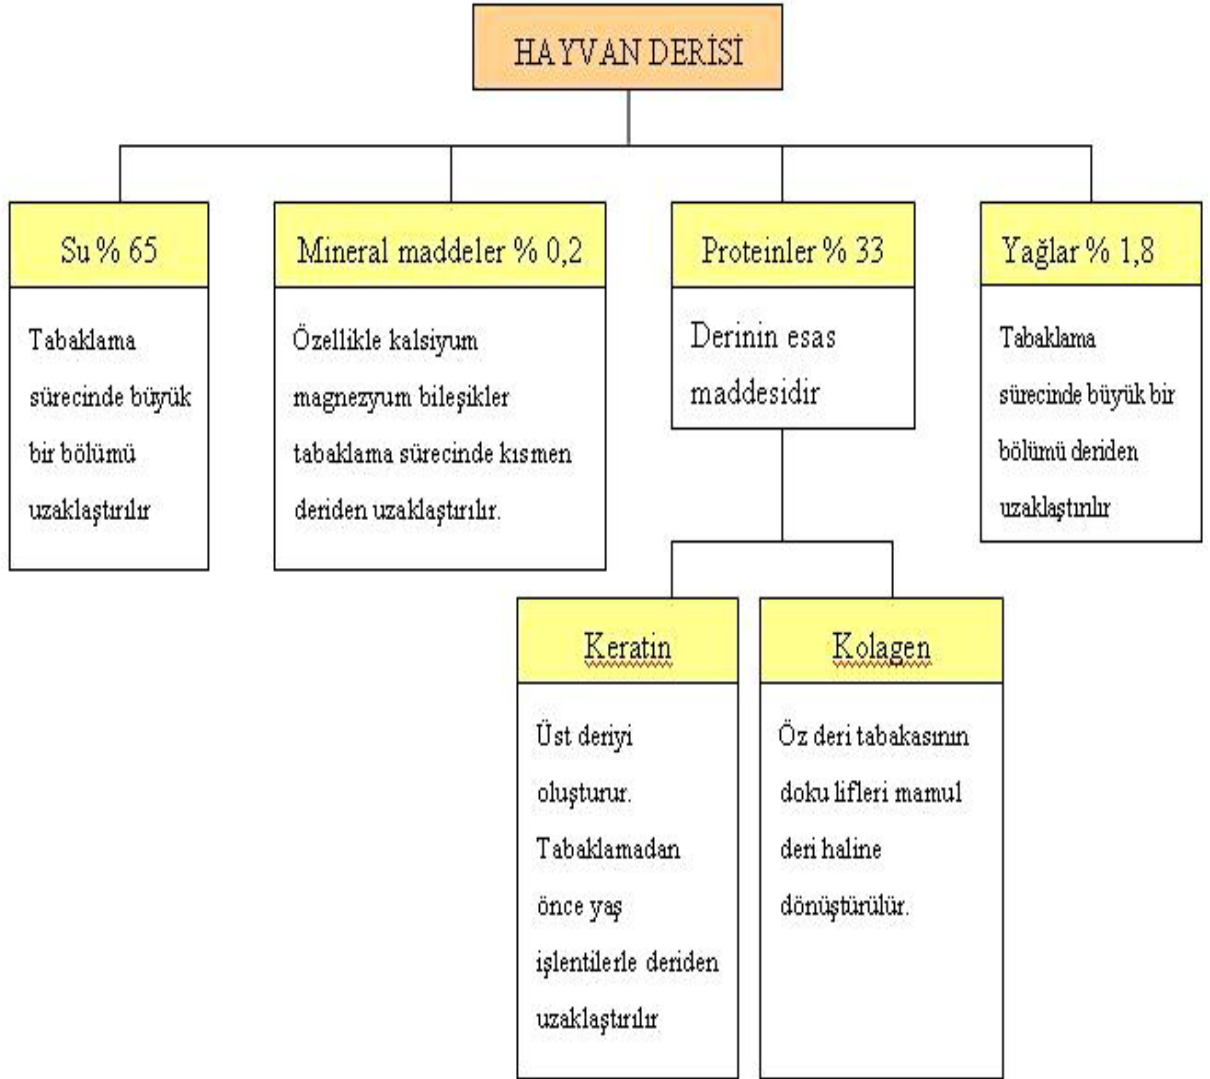 HAYVAN DERİSİ
Su % 65
Tabaklama
sürecinde büyük
bir bölümü
uzaklaştırılır
Mineral maddeler % 0,2
Özellikle kalsiyum
magnezyum bileşikler
tabaklama sürecinde kısmen
deriden uzaklaştırılır.
Proteinler % 33
Derinin esas
maddesidir
Yağlar % 1,8
Tabaklama
sürecinde büyük bir
bölümü deriden
uzaklaştırılır
Keratin
Üst deriyi
oluşturur.
Tabaklamadan
önce yaş
işlentilerle deriden
uzaklaştırılır
Kolagen
Öz deri tabakasının
doku lifleri mamul
deri haline
dönüştürülür.